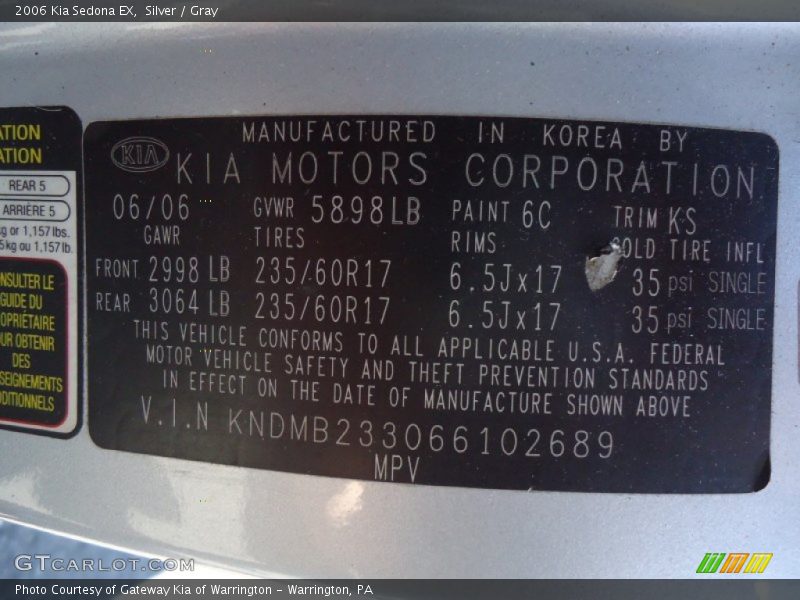 2006 Kia Sedona EX, Silver / Gray
ATION
ATION
REAR 5
ARRIÈRE 5
kg or 1,157 lbs.
5kg ou 1,157 lb.
ONSULTER LE
GUIDE DU
OPRIÉTAIRE
UR OBTENIR
DES
SEIGNEMENTS
DITIONNELS
MANUFACTURED IN KOREA BY
KIA KIA MOTORS CORPORATION
06/06 GVWR 5898LB PAINT 6C TRIM KS
GAWR TIRES RIMS OLD TIRE INFL
FRONT 2998 LB 235/60R17 6.5Jx17 35 psi SINGLE
REAR 3064 LB 235/60R17 6.5Jx17 35 psi SINGLE
THIS VEHICLE CONFORMS TO ALL APPLICABLE U.S.A. FEDERAL
MOTOR VEHICLE SAFETY AND THEFT PREVENTION STANDARDS
IN EFFECT ON THE DATE OF MANUFACTURE SHOWN ABOVE
V.I.N KNDMB233066102689
MPV
GTCARLOT.COM
Photo Courtesy of Gateway Kia of Warrington - Warrington, PA